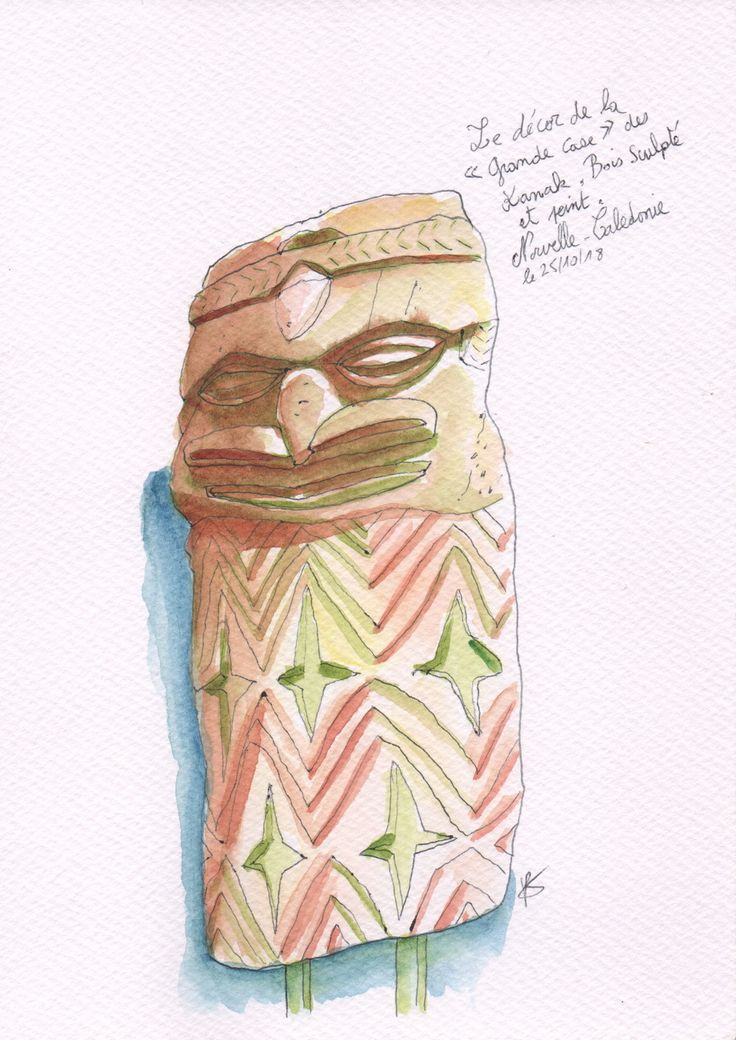 Le décor de la
« Grande Case » des
Kanak. Bois Sculpté
et peint.
Nouvelle-Calédonie
le 25/10/18